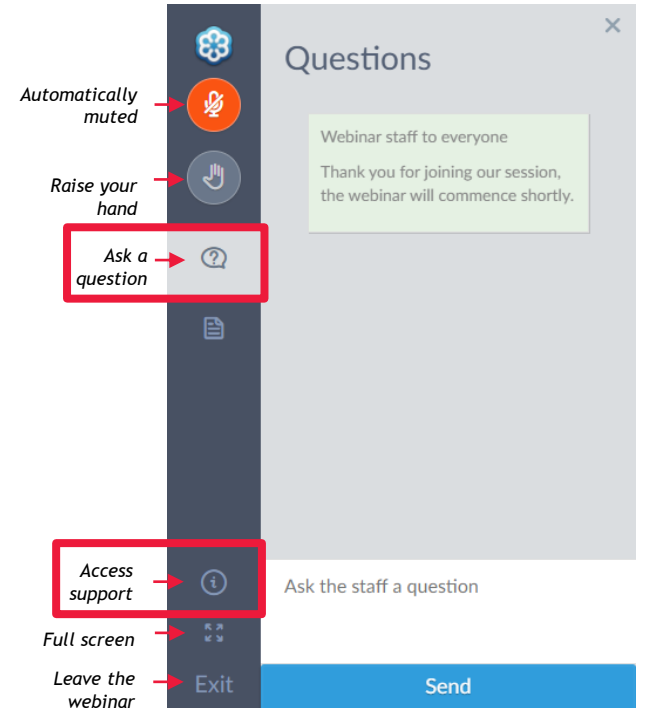 Questions
Automatically
muted
Webinar staff to everyone
Thank you for joining our session,
the webinar will commence shortly.
Raise your
hand
Ask a
question
Access
support
Ask the staff a question
Full screen
Leave the
webinar
Exit
Send